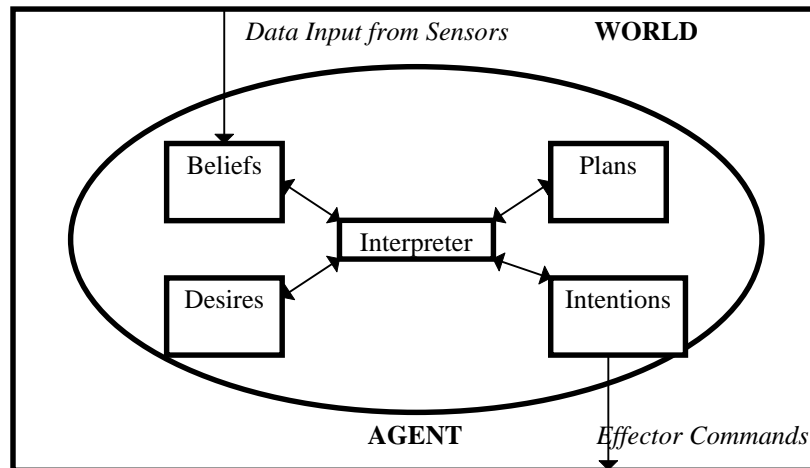 Data Input from Sensors WORLD
Beliefs Plans
Interpreter
Desires Intentions
AGENT Effector Commands